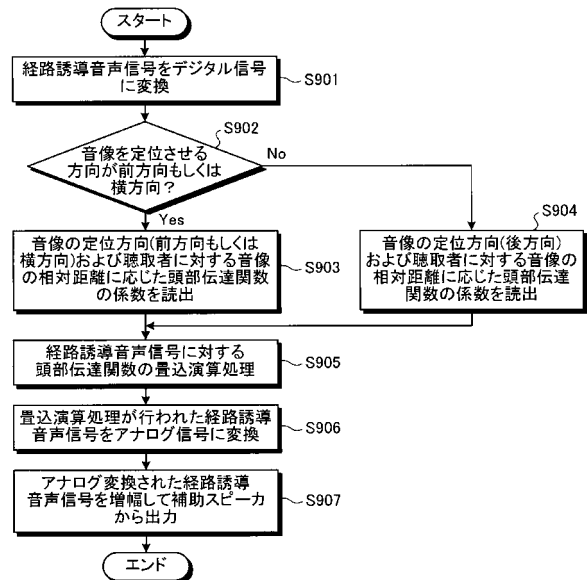 スタート
経路誘導音声信号をデジタル信号
に変換
S901
S902
音像を定位させる
方向が前方向もしくは
横方向？
No
Yes
音像の定位方向(前方向もしくは
横方向)および聴取者に対する音像
の相対距離に応じた頭部伝達関数
の係数を読出
S903
S904
音像の定位方向(後方向)
および聴取者に対する音像の
相対距離に応じた頭部伝達
関数の係数を読出
経路誘導音声信号に対する
頭部伝達関数の畳込演算処理
S905
畳込演算処理が行われた経路誘導
音声信号をアナログ信号に変換
S906
アナログ変換された経路誘導
音声信号を増幅して補助スピーカ
から出力
S907
エンド